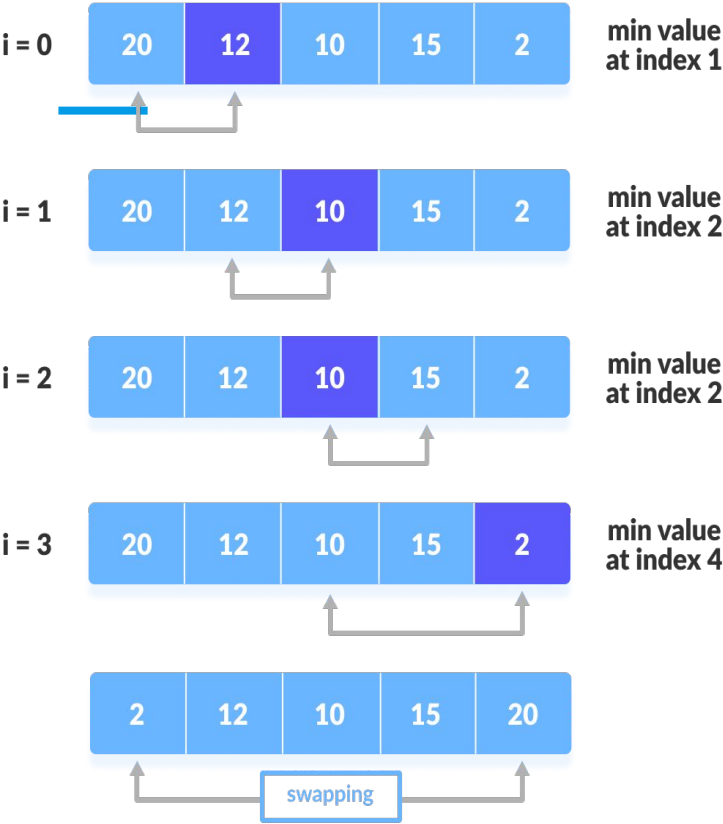 i = 0
20 12 10 15 2
min value
at index 1
i = 1
20 12 10 15 2
min value
at index 2
i = 2
20 12 10 15 2
min value
at index 2
i = 3
20 12 10 15 2
min value
at index 4
2 12 10 15 20
swapping